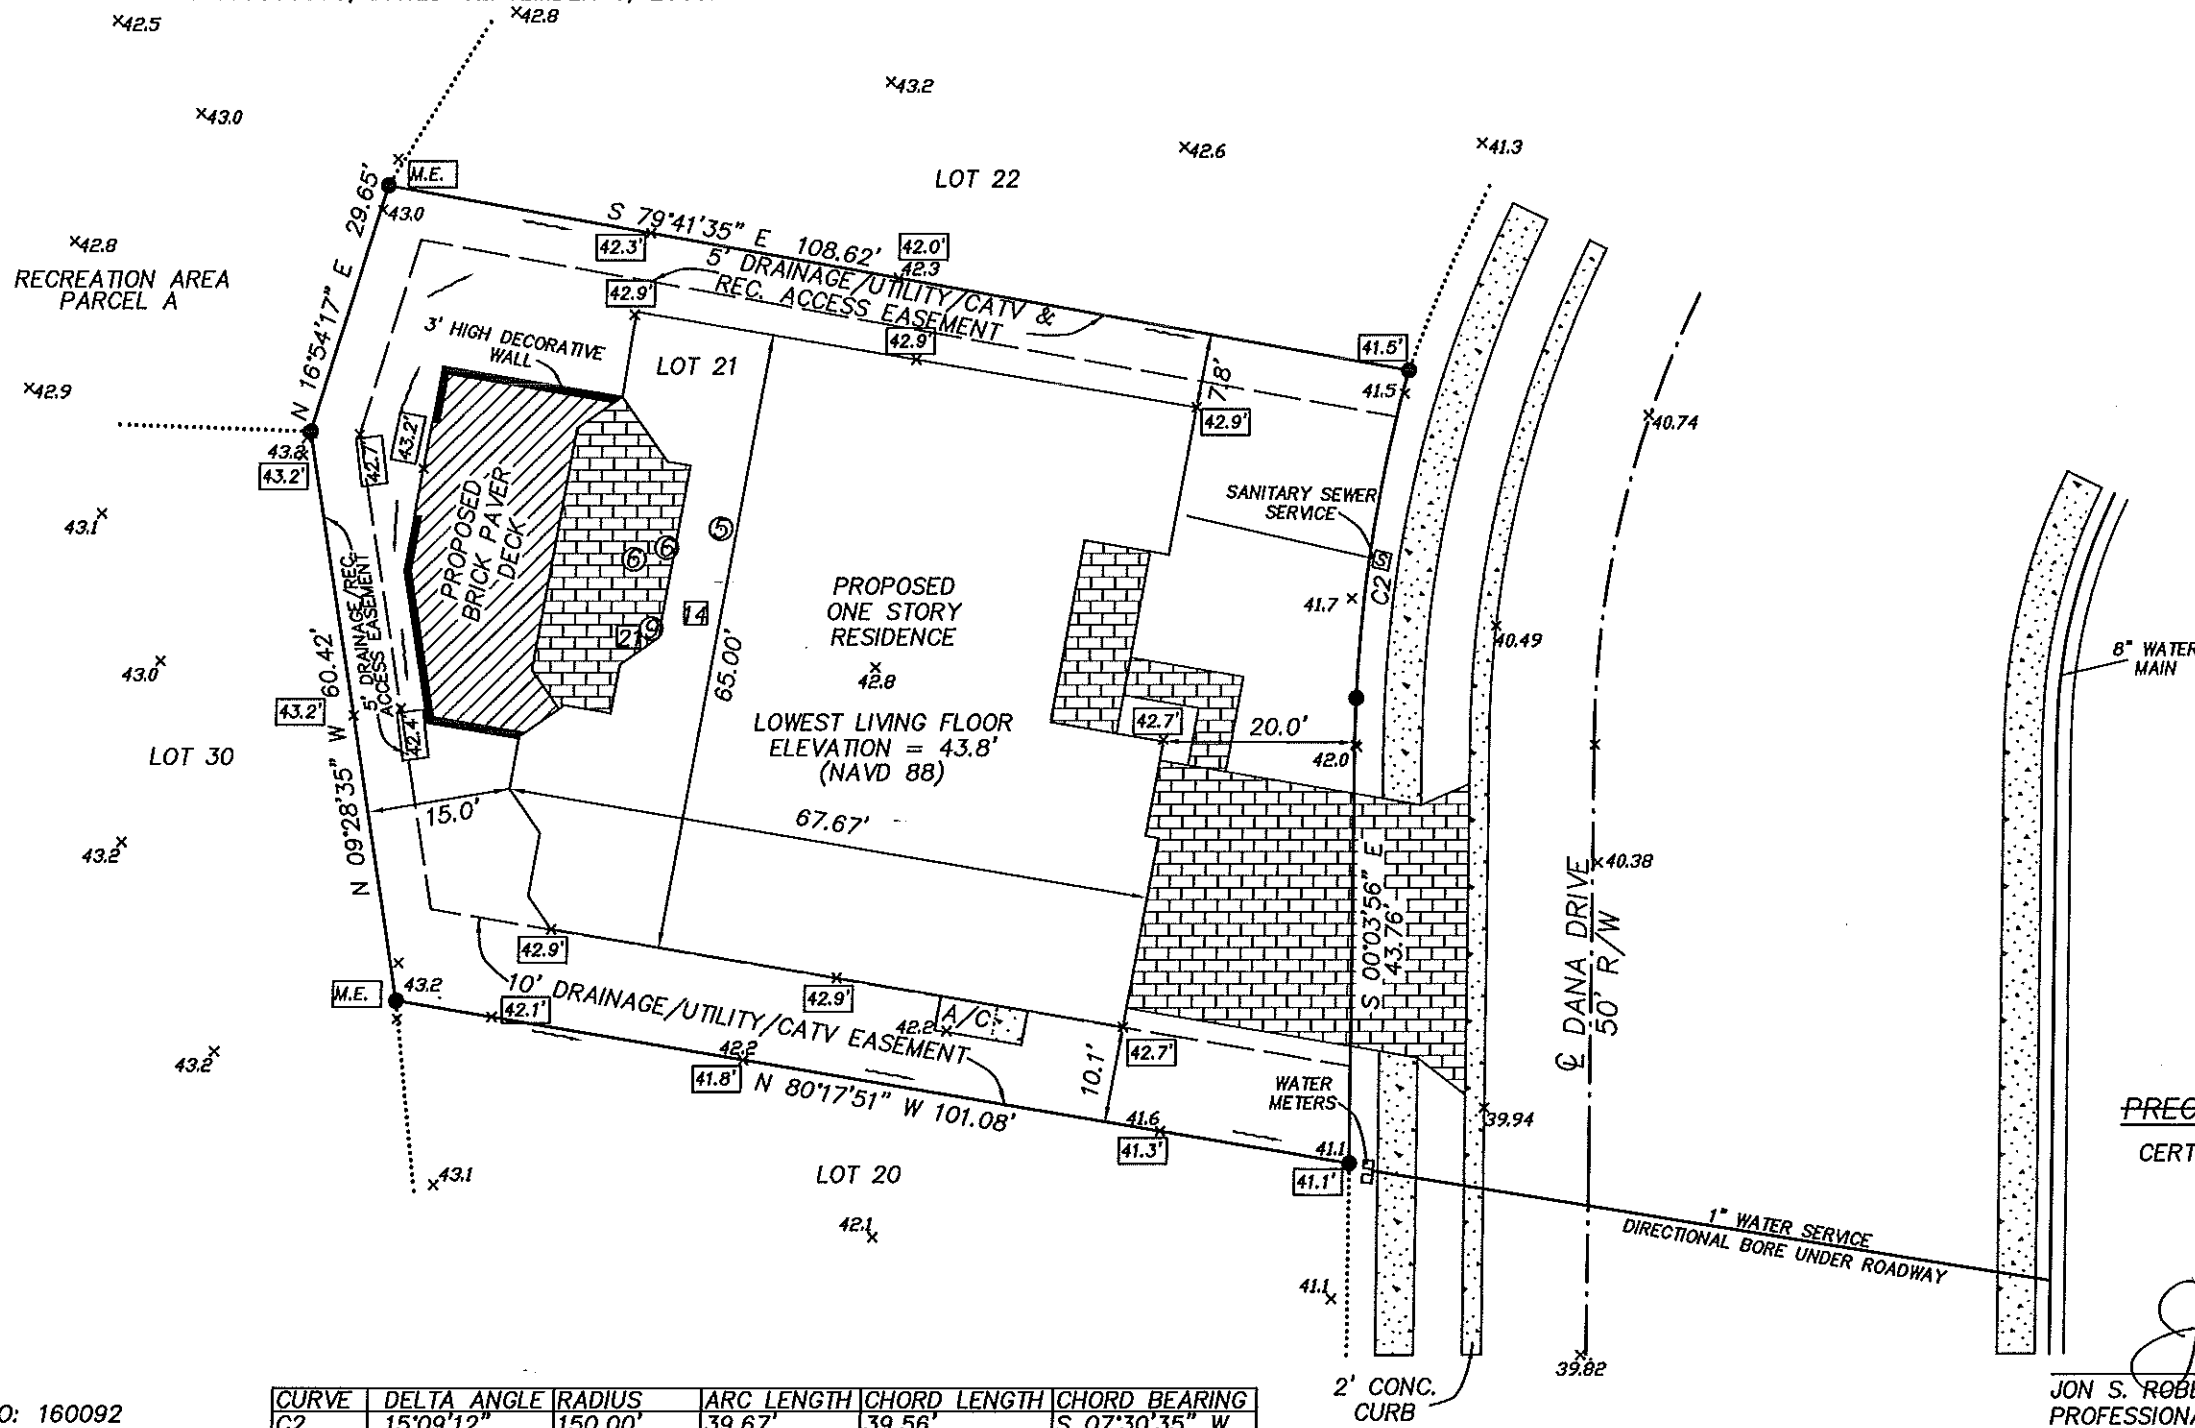 42.5
42.8
43.0
43.2
42.6
41.3
M.E.
LOT 22
N 16°54'17" E 29.65'
43.0
S 79°41'35" E 108.62'
42.3'
42.0'
42.3
42.8
RECREATION AREA
PARCEL A
5' DRAINAGE/UTILITY/CATV &
REC. ACCESS EASEMENT
42.9'
3' HIGH DECORATIVE
WALL
42.9'
LOT 21
7.8'
41.5'
41.5
42.9
42.9'
40.74
43.2
43.2'
42.7'
43.2'
PROPOSED
BRICK PAVER
DECK
SANITARY SEWER
SERVICE
S
C2
43.1
5
6
6
9
21
14
65.00'
PROPOSED
ONE STORY
RESIDENCE
42.8
LOWEST LIVING FLOOR
ELEVATION = 43.8'
(NAVD 88)
41.7
40.49
8" WATER
MAIN
43.0
5' DRAINAGE/REC.
ACCESS EASEMENT
43.2'
42.4'
N 09°28'35" W 60.42'
LOT 30
42.7'
20.0'
42.0
15.0'
67.67'
43.2
40.38
S 00°03'56" E
43.76'
℄ DANA DRIVE
50' R/W
42.9'
43.2
M.E.
42.1'
10' DRAINAGE/UTILITY/CATV EASEMENT
42.9'
A/C
42.2
42.7'
10.1'
43.2
42.2
41.8'
N 80°17'51" W 101.08'
WATER
METERS
39.94
41.6
41.3'
41.1
41.1'
CERT
43.1
LOT 20
42.1
1" WATER SERVICE
DIRECTIONAL BORE UNDER ROADWAY
41.1
39.82
2' CONC.
CURB
O: 160092
CURVE DELTA ANGLE RADIUS ARC LENGTH CHORD LENGTH CHORD BEARING
C2 15°09'12" 150.00' 39.67' 39.56' S 07°30'35" W
JON S.
PROFESSIONA